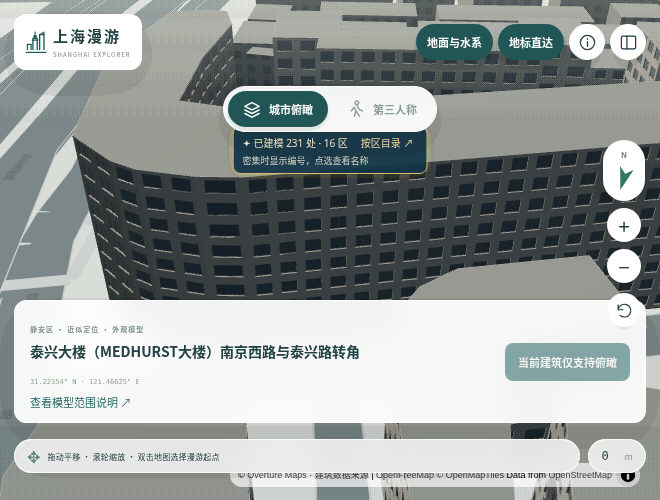 上海漫游
SHANGHAI EXPLORER
地面与水系
地标直达
城市俯瞰
第三人称
✦ 已建模 231 处 · 16 区 按区目录 ↗
密集时显示编号，点选查看名称
N
+
−
静安区 · 近似定位 · 外观模型
泰兴大楼（MEDHURST大楼）南京西路与泰兴路转角
31.22354° N · 121.46625° E
查看模型范围说明 ↗
当前建筑仅支持俯瞰
拖动平移 · 滚轮缩放 · 双击地图选择漫游起点
0 m
© Overture Maps · 建筑数据来源 | OpenFreeMap © OpenMapTiles Data from OpenStreetMap